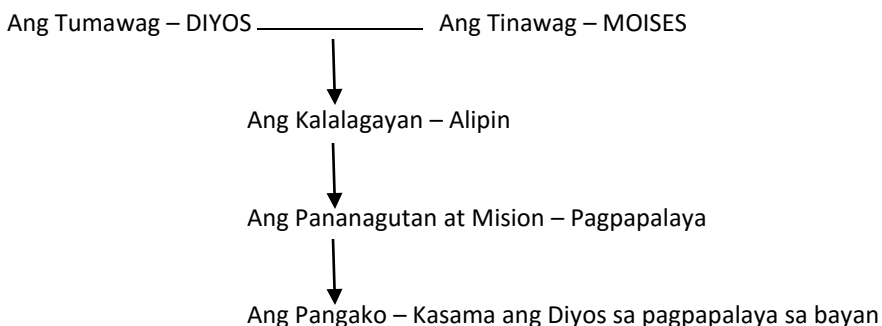 Ang Tumawag – DIYOS Ang Tinawag – MOISES
Ang Kalalagayan – Alipin
Ang Pananagutan at Mision – Pagpapalaya
Ang Pangako – Kasama ang Diyos sa pagpapalaya sa bayan